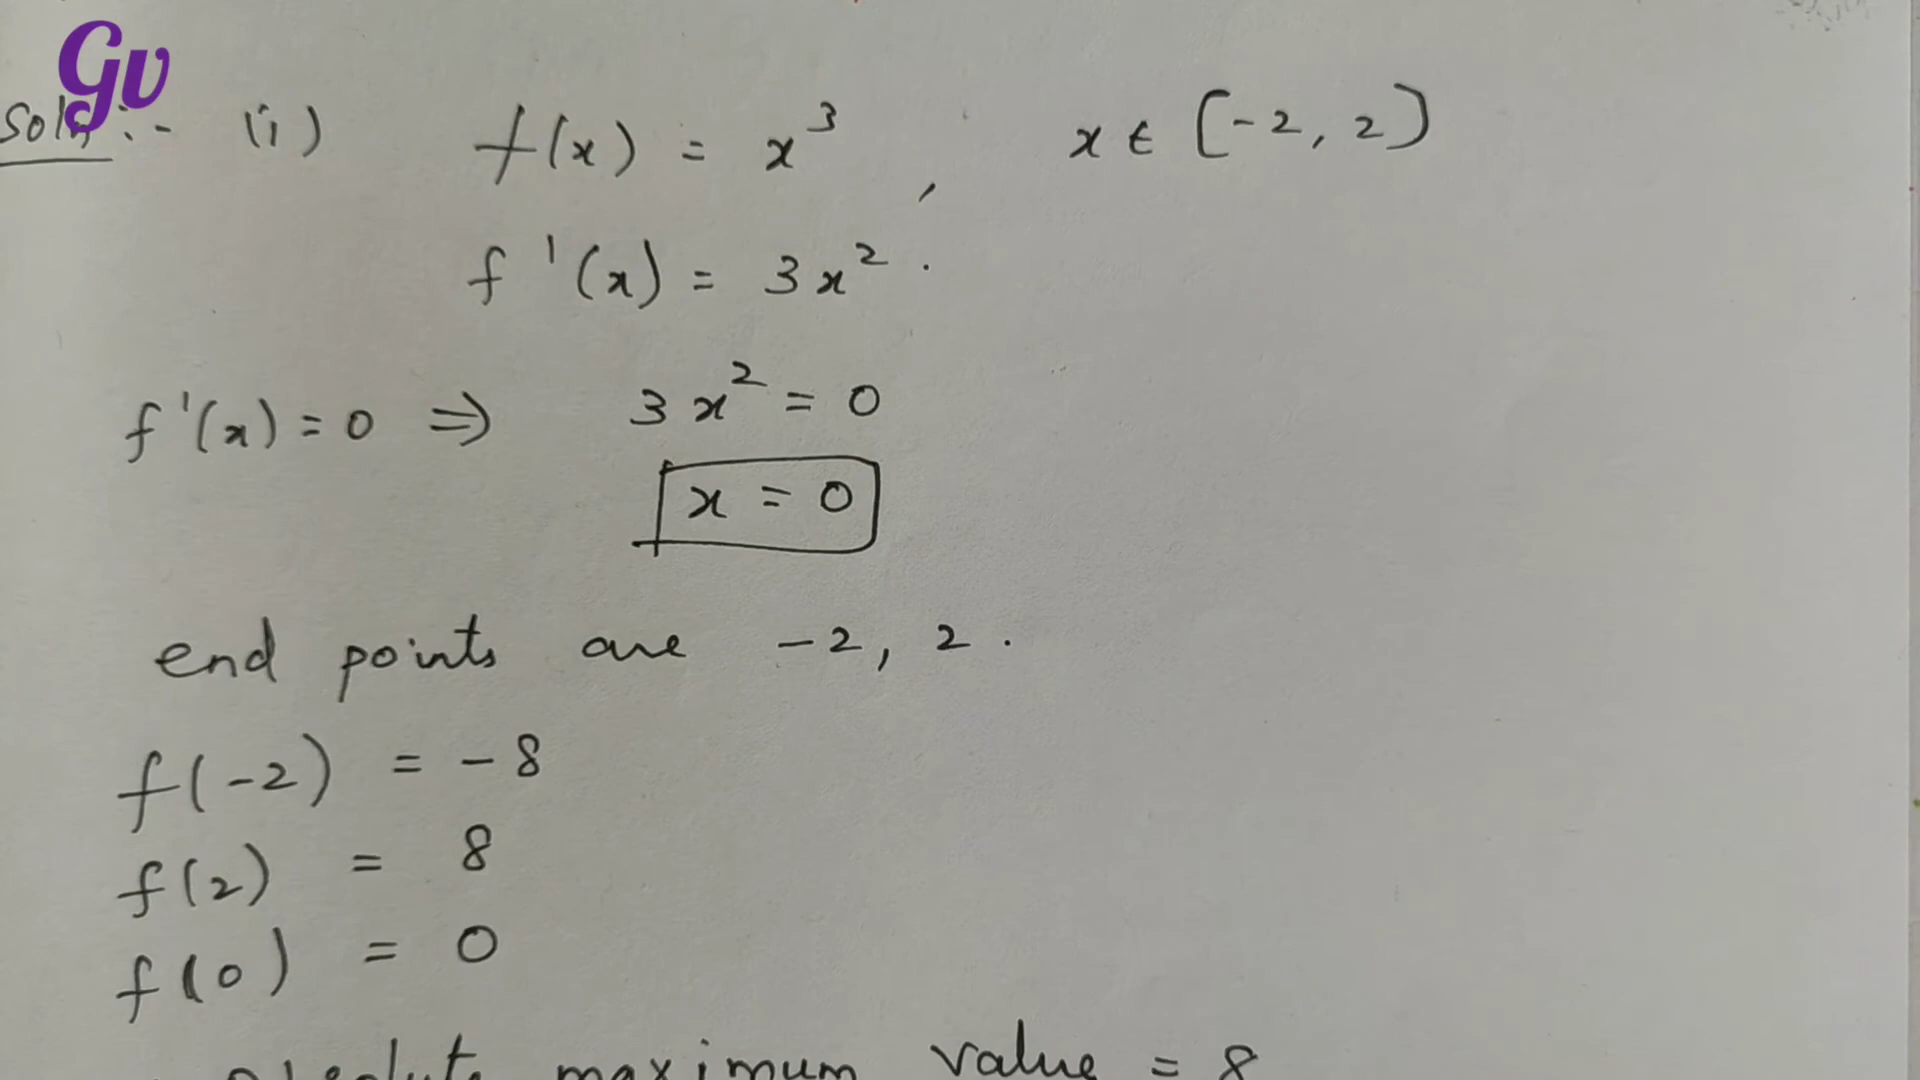 Gv
Soln :- (i) f(x) = x³ , x ∈ [-2, 2]
f'(x) = 3x² .
f'(x) = 0 ⇒ 3x² = 0
x = 0
end points are -2, 2 .
f(-2) = -8
f(2) = 8
f(0) = 0
absolute maximum value = 8